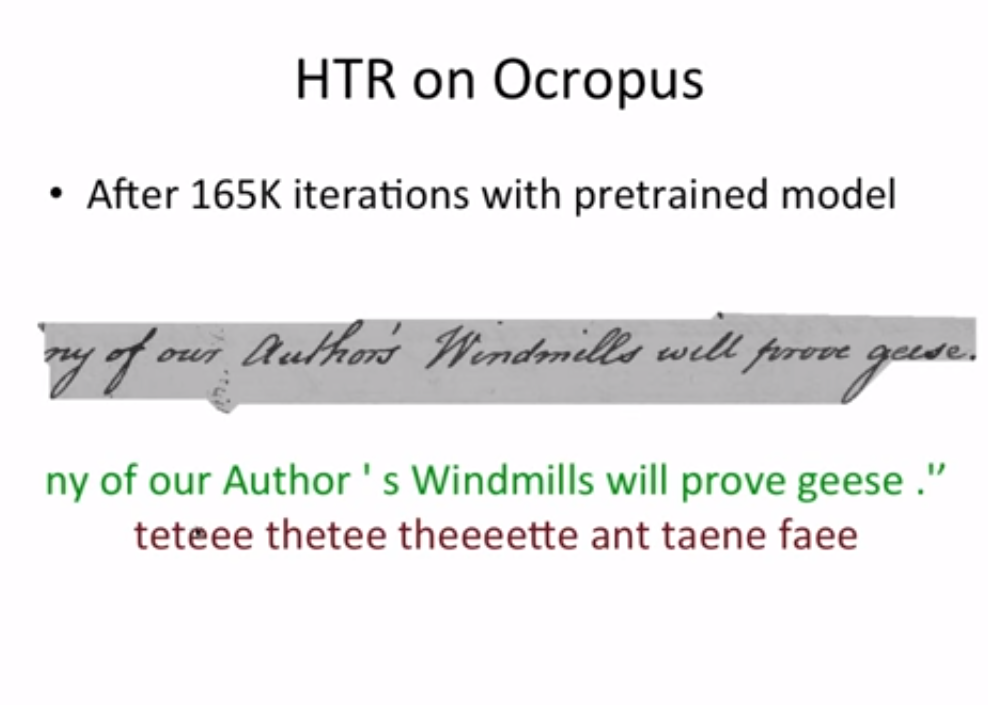 HTR on Ocropus
• After 165K iterations with pretrained model
ny of our Author's Windmills will prove geese.
ny of our Author ' s Windmills will prove geese .'’
teteee thetee theeeette ant taene faee